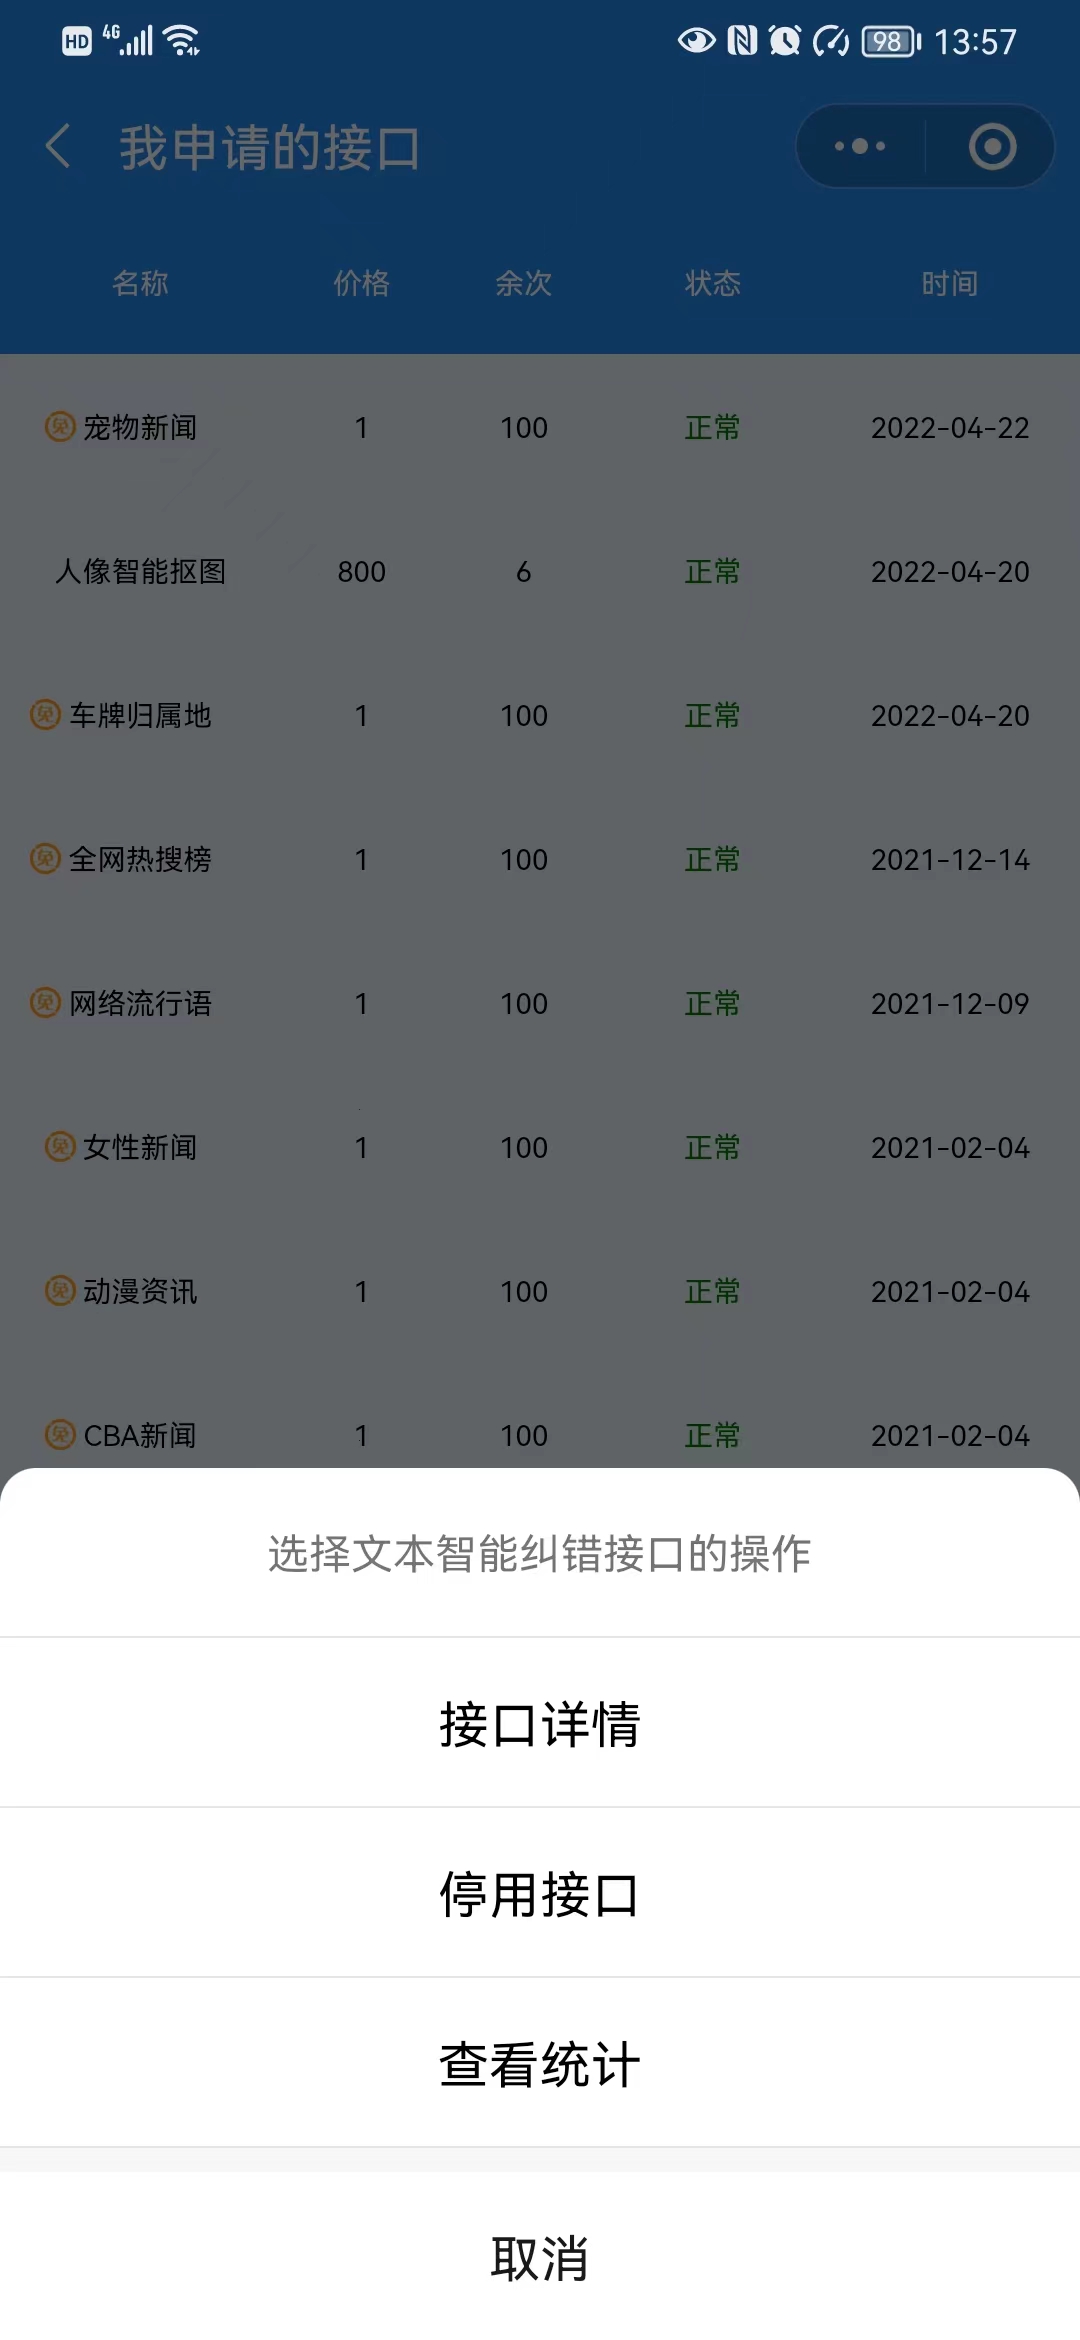 HD 4G 98 13:57
我申请的接口
名称 价格 余次 状态 时间
免 宠物新闻 1 100 正常 2022-04-22
人像智能抠图 800 6 正常 2022-04-20
免 车牌归属地 1 100 正常 2022-04-20
免 全网热搜榜 1 100 正常 2021-12-14
免 网络流行语 1 100 正常 2021-12-09
免 女性新闻 1 100 正常 2021-02-04
免 动漫资讯 1 100 正常 2021-02-04
免 CBA新闻 1 100 正常 2021-02-04
选择文本智能纠错接口的操作
接口详情
停用接口
查看统计
取消